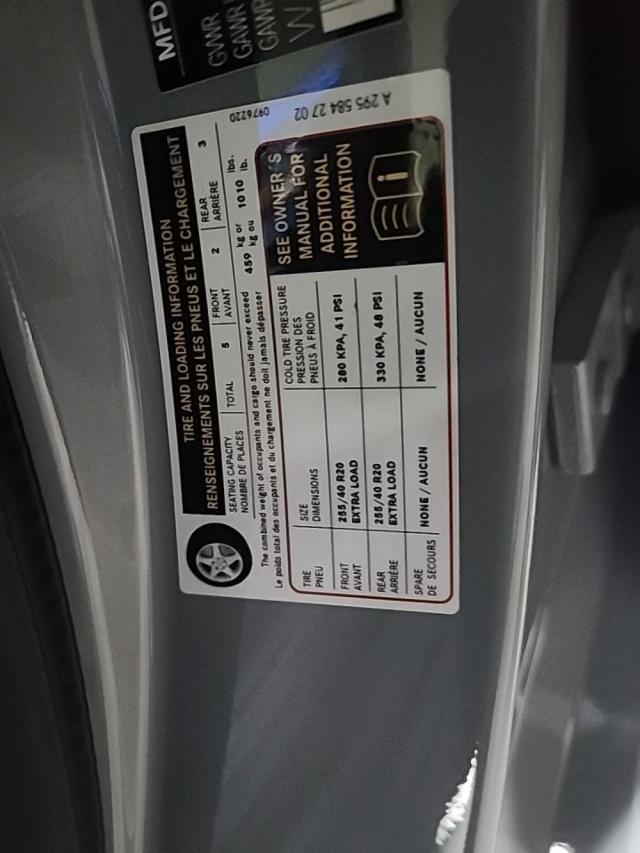 MFD
GVWR
GAWR
GAWR
TIRE AND LOADING INFORMATION
RENSEIGNEMENTS SUR LES PNEUS ET LE CHARGEMENT
SEATING CAPACITY TOTAL 5 FRONT 2 REAR 3
NOMBRE DE PLACES AVANT ARRIÈRE
The combined weight of occupants and cargo should never exceed 459 kg or 1010 lbs.
Le poids total des occupants et du chargement ne doit jamais dépasser kg ou lb.
TIRE SIZE COLD TIRE PRESSURE
PNEU DIMENSIONS PRESSION DES
PNEUS À FROID
FRONT 255/40 R20 280 KPA, 41 PSI
AVANT EXTRA LOAD
REAR 255/40 R20 330 KPA, 48 PSI
ARRIÈRE EXTRA LOAD
SPARE NONE / AUCUN NONE / AUCUN
DE SECOURS
SEE OWNER'S
MANUAL FOR
ADDITIONAL
INFORMATION
0976220
A 295 584 27 02